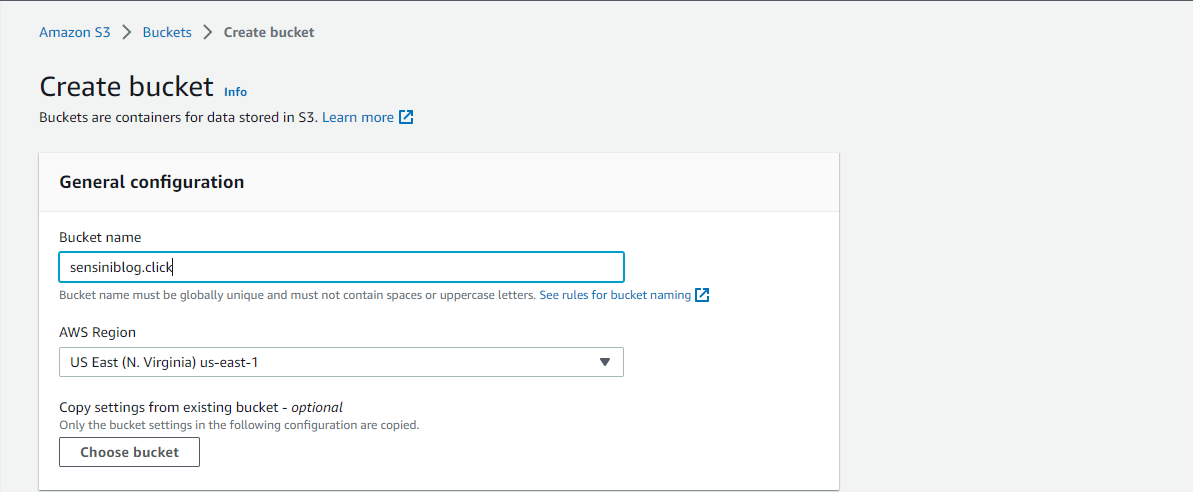 Amazon S3 > Buckets > Create bucket
Create bucket Info
Buckets are containers for data stored in S3. Learn more
General configuration
Bucket name
sensiniblog.click
Bucket name must be globally unique and must not contain spaces or uppercase letters. See rules for bucket naming
AWS Region
US East (N. Virginia) us-east-1
Copy settings from existing bucket - optional
Only the bucket settings in the following configuration are copied.
Choose bucket